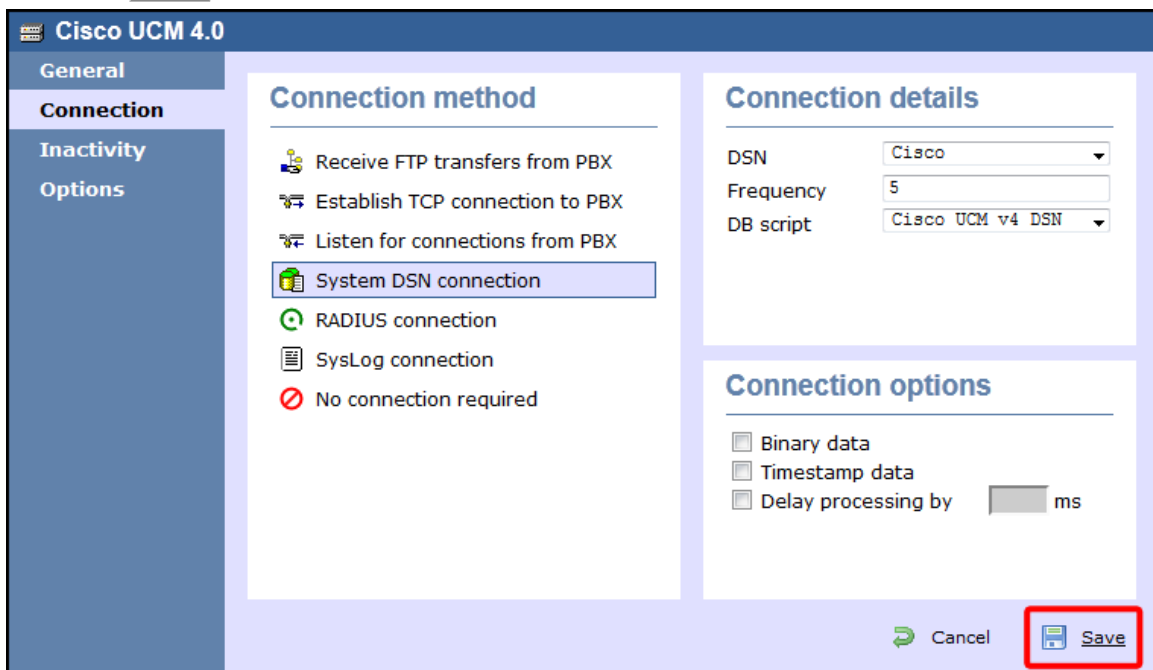 Cisco UCM 4.0
General
Connection
Inactivity
Options
Connection method
Receive FTP transfers from PBX
Establish TCP connection to PBX
Listen for connections from PBX
System DSN connection
RADIUS connection
SysLog connection
No connection required
Connection details
DSN Cisco
Frequency 5
DB script Cisco UCM v4 DSN
Connection options
Binary data
Timestamp data
Delay processing by ms
Cancel Save